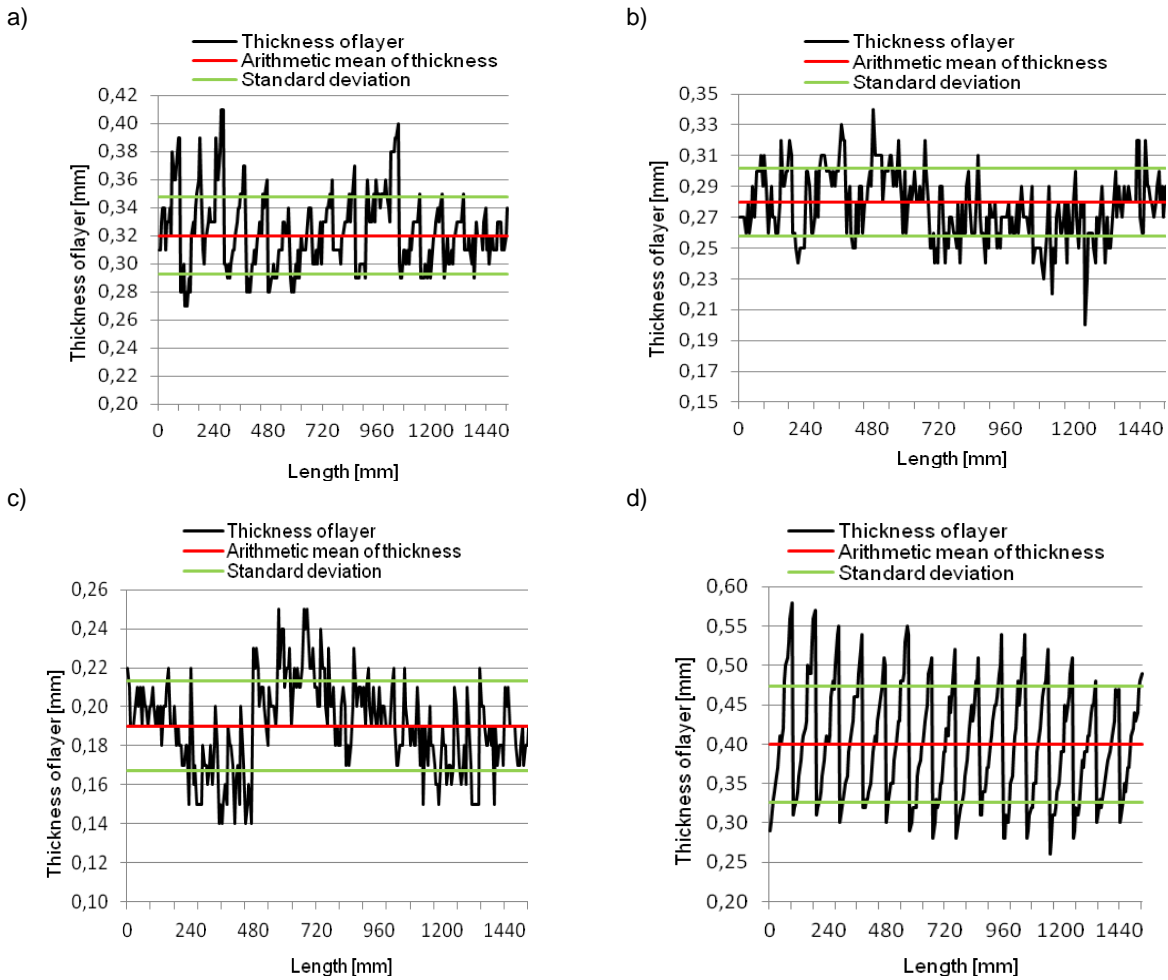 a)
Thickness of layer
Arithmetic mean of thickness
Standard deviation
0,42
0,40
0,38
0,36
0,34
0,32
0,30
0,28
0,26
0,24
0,22
0,20
Thickness of layer [mm]
0 240 480 720 960 1200 1440
Length [mm]
b)
Thickness of layer
Arithmetic mean of thickness
Standard deviation
0,35
0,33
0,31
0,29
0,27
0,25
0,23
0,21
0,19
0,17
0,15
Thickness of layer [mm]
0 240 480 720 960 1200 1440
Length [mm]
c)
Thickness of layer
Arithmetic mean of thickness
Standard deviation
0,26
0,24
0,22
0,20
0,18
0,16
0,14
0,12
0,10
Thickness of layer [mm]
0 240 480 720 960 1200 1440
Length [mm]
d)
Thickness of layer
Arithmetic mean of thickness
Standard deviation
0,60
0,55
0,50
0,45
0,40
0,35
0,30
0,25
0,20
Thickness of layer [mm]
0 240 480 720 960 1200 1440
Length [mm]